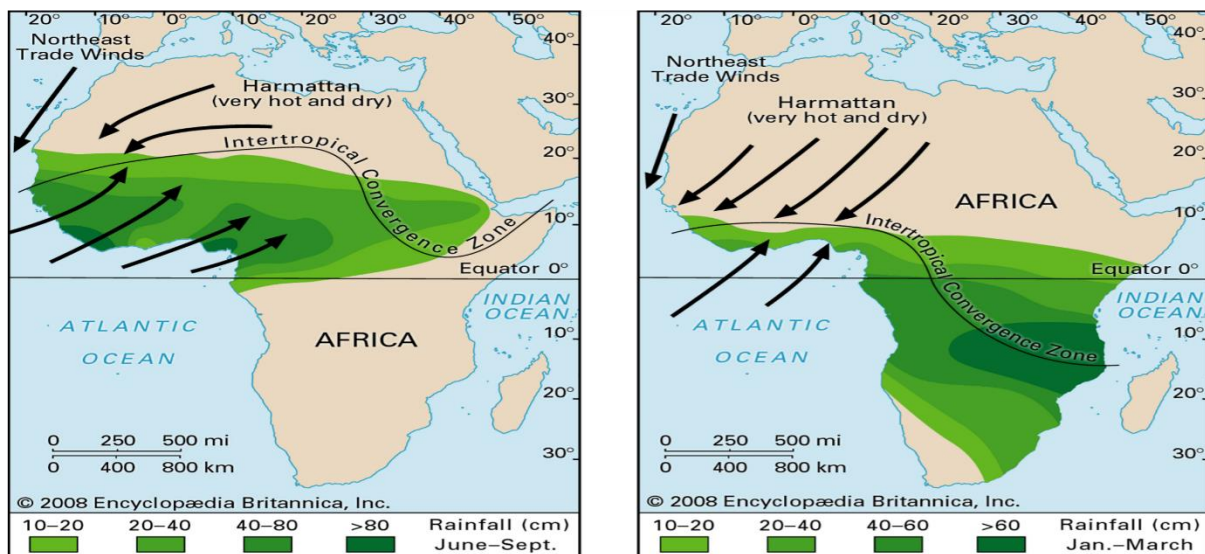 20° 10° 0° 10° 20° 30° 50°
Northeast
Trade Winds
40°
Harmattan
(very hot and dry)
30°
Intertropical Convergence Zone
20°
10°
Equator 0°
INDIAN
OCEAN
ATLANTIC
OCEAN
AFRICA
10°
20°
0 250 500 mi
0 400 800 km
30°
© 2008 Encyclopædia Britannica, Inc.
10–20 20–40 40–80 >80 Rainfall (cm)
June–Sept.
20° 10° 0° 10° 20° 30° 50°
Northeast
Trade Winds
40°
Harmattan
(very hot and dry)
30°
20°
AFRICA
10°
Intertropical Convergence Zone
Equator 0°
INDIAN
OCEAN
ATLANTIC
OCEAN
10°
20°
0 250 500 mi
0 400 800 km
30°
© 2008 Encyclopædia Britannica, Inc.
10–20 20–40 40–60 >60 Rainfall (cm)
Jan.–March